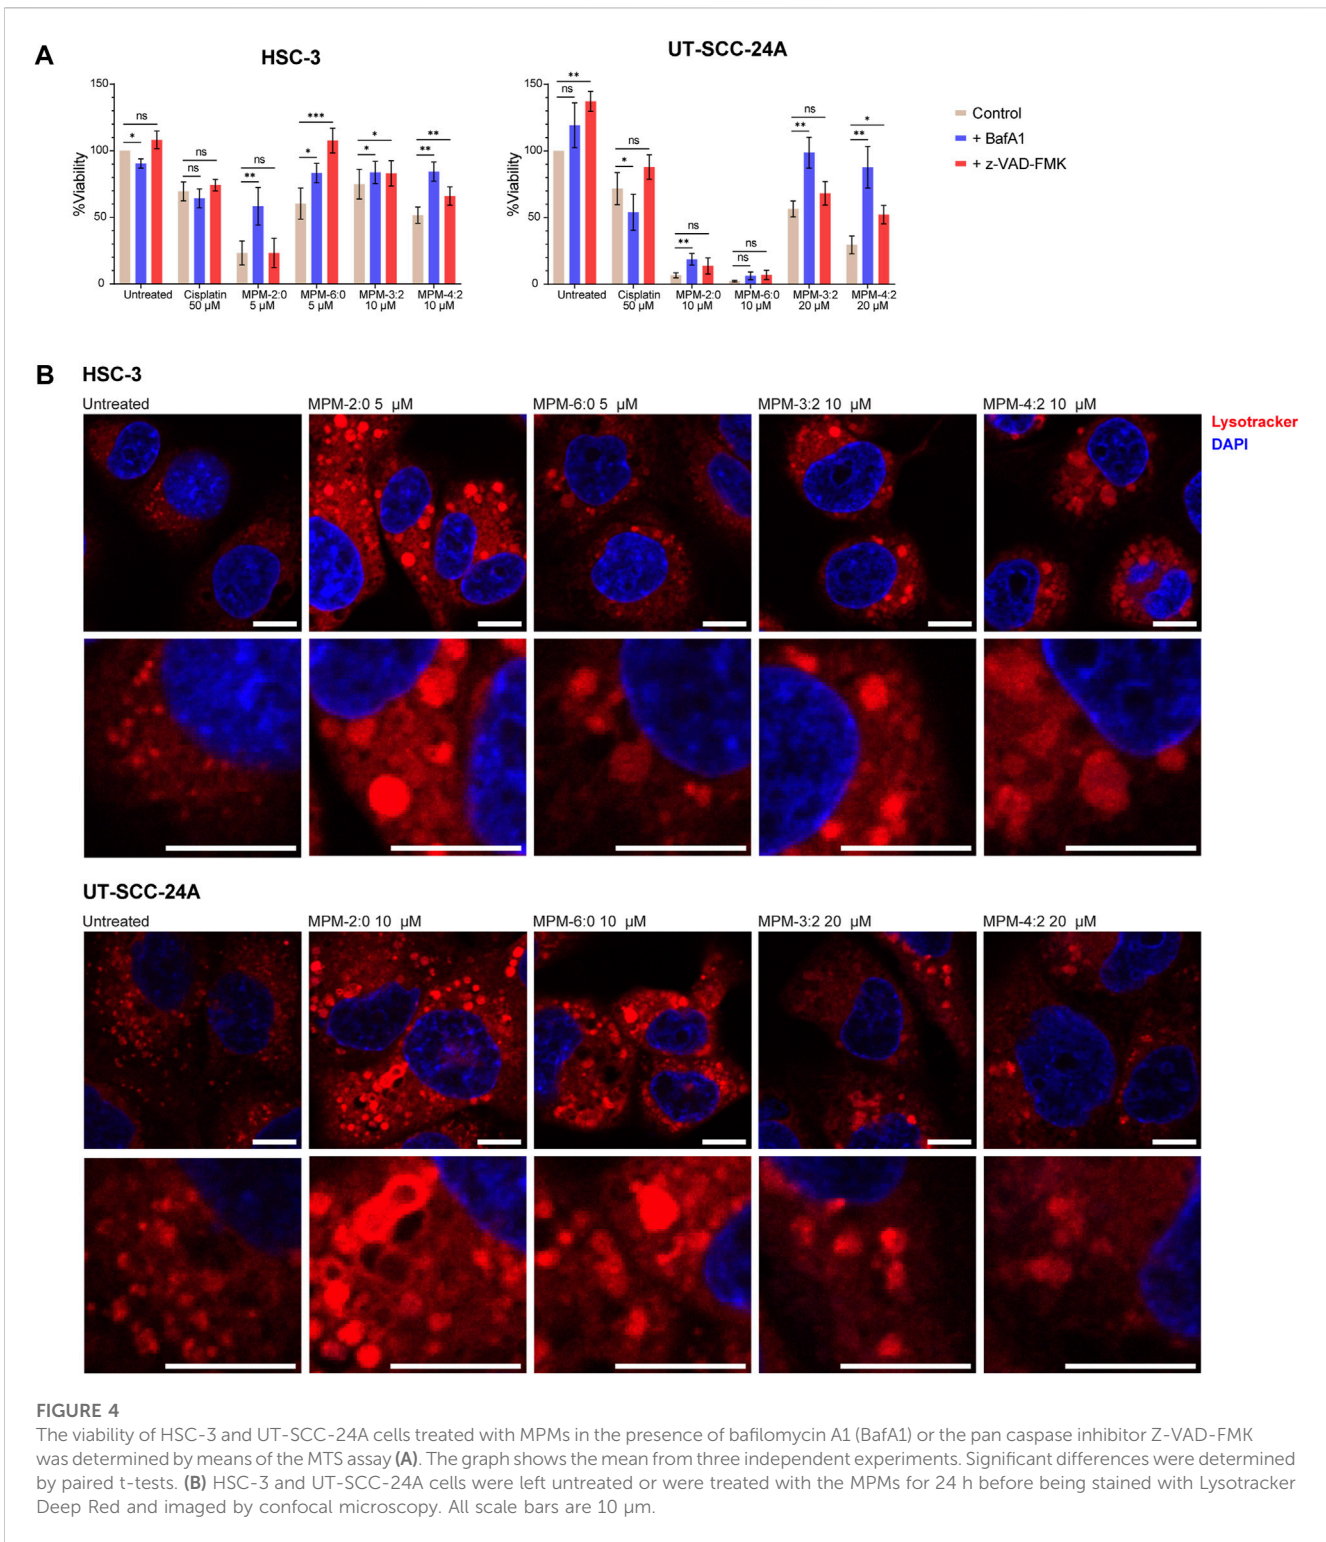 A
HSC-3
%Viability
150
100
50
0
ns
*
ns
ns
ns
**
***
*
*
*
**
**
Untreated
Cisplatin
50 µM
MPM-2:0
5 µM
MPM-6:0
5 µM
MPM-3:2
10 µM
MPM-4:2
10 µM
UT-SCC-24A
%Viability
150
100
50
0
**
ns
ns
*
ns
**
ns
ns
ns
**
*
**
Untreated
Cisplatin
50 µM
MPM-2:0
10 µM
MPM-6:0
10 µM
MPM-3:2
20 µM
MPM-4:2
20 µM
Control
+ BafA1
+ z-VAD-FMK
B
HSC-3
Untreated
MPM-2:0 5 µM
MPM-6:0 5 µM
MPM-3:2 10 µM
MPM-4:2 10 µM
Lysotracker
DAPI
UT-SCC-24A
Untreated
MPM-2:0 10 µM
MPM-6:0 10 µM
MPM-3:2 20 µM
MPM-4:2 20 µM
FIGURE 4
The viability of HSC-3 and UT-SCC-24A cells treated with MPMs in the presence of bafilomycin A1 (BafA1) or the pan caspase inhibitor Z-VAD-FMK
was determined by means of the MTS assay (A). The graph shows the mean from three independent experiments. Significant differences were determined
by paired t-tests. (B) HSC-3 and UT-SCC-24A cells were left untreated or were treated with the MPMs for 24 h before being stained with Lysotracker
Deep Red and imaged by confocal microscopy. All scale bars are 10 µm.